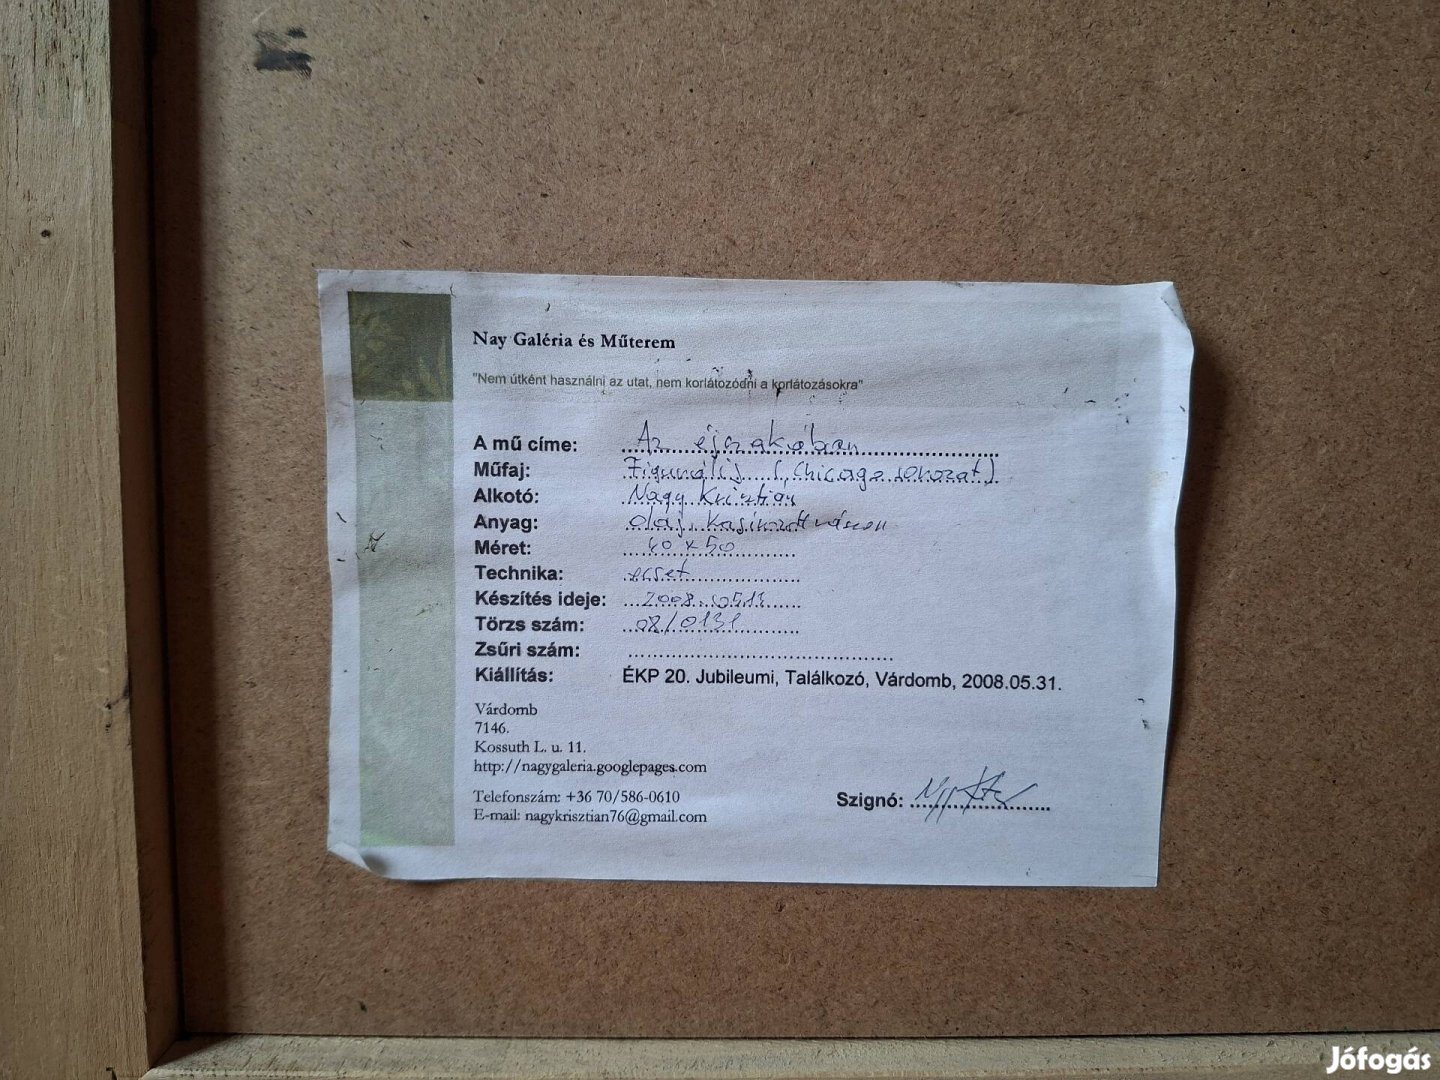 Nay Galéria és Műterem
"Nem útként használni az utat, nem korlátozódni a korlátozásokra"
A mű címe: Az éjszakában
Műfaj: Figurális (Chicago sorozat)
Alkotó: Nagy Krisztián
Anyag: olaj, kasírozott vászon
Méret: 40 x 50
Technika: ecset
Készítés ideje: 2008. 0513
Törzs szám: 08/0131
Zsűri szám:
Kiállítás: ÉKP 20. Jubileumi, Találkozó, Várdomb, 2008.05.31.
Várdomb
7146.
Kossuth L. u. 11.
http://nagygaleria.googlepages.com
Telefonszám: +36 70/586-0610
E-mail: nagykrisztian76@gmail.com
Szignó:
Jófogás